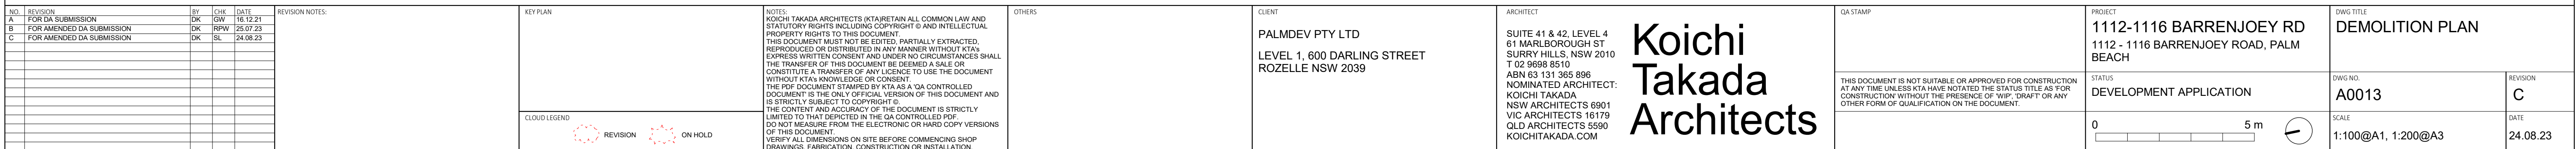 NO. REVISION BY CHK DATE
A FOR DA SUBMISSION DK GW 16.12.21
B FOR AMENDED DA SUBMISSION DK RPW 25.07.23
C FOR AMENDED DA SUBMISSION DK SL 24.08.23
REVISION NOTES:
KEY PLAN
CLOUD LEGEND
REVISION ON HOLD
NOTES:
KOICHI TAKADA ARCHITECTS (KTA)RETAIN ALL COMMON LAW AND
STATUTORY RIGHTS INCLUDING COPYRIGHT © AND INTELLECTUAL
PROPERTY RIGHTS TO THIS DOCUMENT.
THIS DOCUMENT MUST NOT BE EDITED, PARTIALLY EXTRACTED,
REPRODUCED OR DISTRIBUTED IN ANY MANNER WITHOUT KTA's
EXPRESS WRITTEN CONSENT AND UNDER NO CIRCUMSTANCES SHALL
THE TRANSFER OF THIS DOCUMENT BE DEEMED A SALE OR
CONSTITUTE A TRANSFER OF ANY LICENCE TO USE THE DOCUMENT
WITHOUT KTA's KNOWLEDGE OR CONSENT.
THE PDF DOCUMENT STAMPED BY KTA AS A 'QA CONTROLLED
DOCUMENT' IS THE ONLY OFFICIAL VERSION OF THIS DOCUMENT AND
IS STRICTLY SUBJECT TO COPYRIGHT ©.
THE CONTENT AND ACCURACY OF THE DOCUMENT IS STRICTLY
LIMITED TO THAT DEPICTED IN THE QA CONTROLLED PDF.
DO NOT MEASURE FROM THE ELECTRONIC OR HARD COPY VERSIONS
OF THIS DOCUMENT.
VERIFY ALL DIMENSIONS ON SITE BEFORE COMMENCING SHOP
DRAWINGS, FABRICATION, CONSTRUCTION OR INSTALLATION.
OTHERS
CLIENT
PALMDEV PTY LTD
LEVEL 1, 600 DARLING STREET
ROZELLE NSW 2039
ARCHITECT
SUITE 41 & 42, LEVEL 4
61 MARLBOROUGH ST
SURRY HILLS, NSW 2010
T 02 9698 8510
ABN 63 131 365 896
NOMINATED ARCHITECT:
KOICHI TAKADA
NSW ARCHITECTS 6901
VIC ARCHITECTS 16179
QLD ARCHITECTS 5590
KOICHITAKADA.COM
Koichi
Takada
Architects
QA STAMP
THIS DOCUMENT IS NOT SUITABLE OR APPROVED FOR CONSTRUCTION
AT ANY TIME UNLESS KTA HAVE NOTATED THE STATUS TITLE AS 'FOR
CONSTRUCTION' WITHOUT THE PRESENCE OF 'WIP', 'DRAFT' OR ANY
OTHER FORM OF QUALIFICATION ON THE DOCUMENT.
PROJECT
1112-1116 BARRENJOEY RD
1112 - 1116 BARRENJOEY ROAD, PALM
BEACH
STATUS
DEVELOPMENT APPLICATION
0 5 m
DWG TITLE
DEMOLITION PLAN
DWG NO. REVISION
A0013 C
SCALE DATE
1:100@A1, 1:200@A3 24.08.23